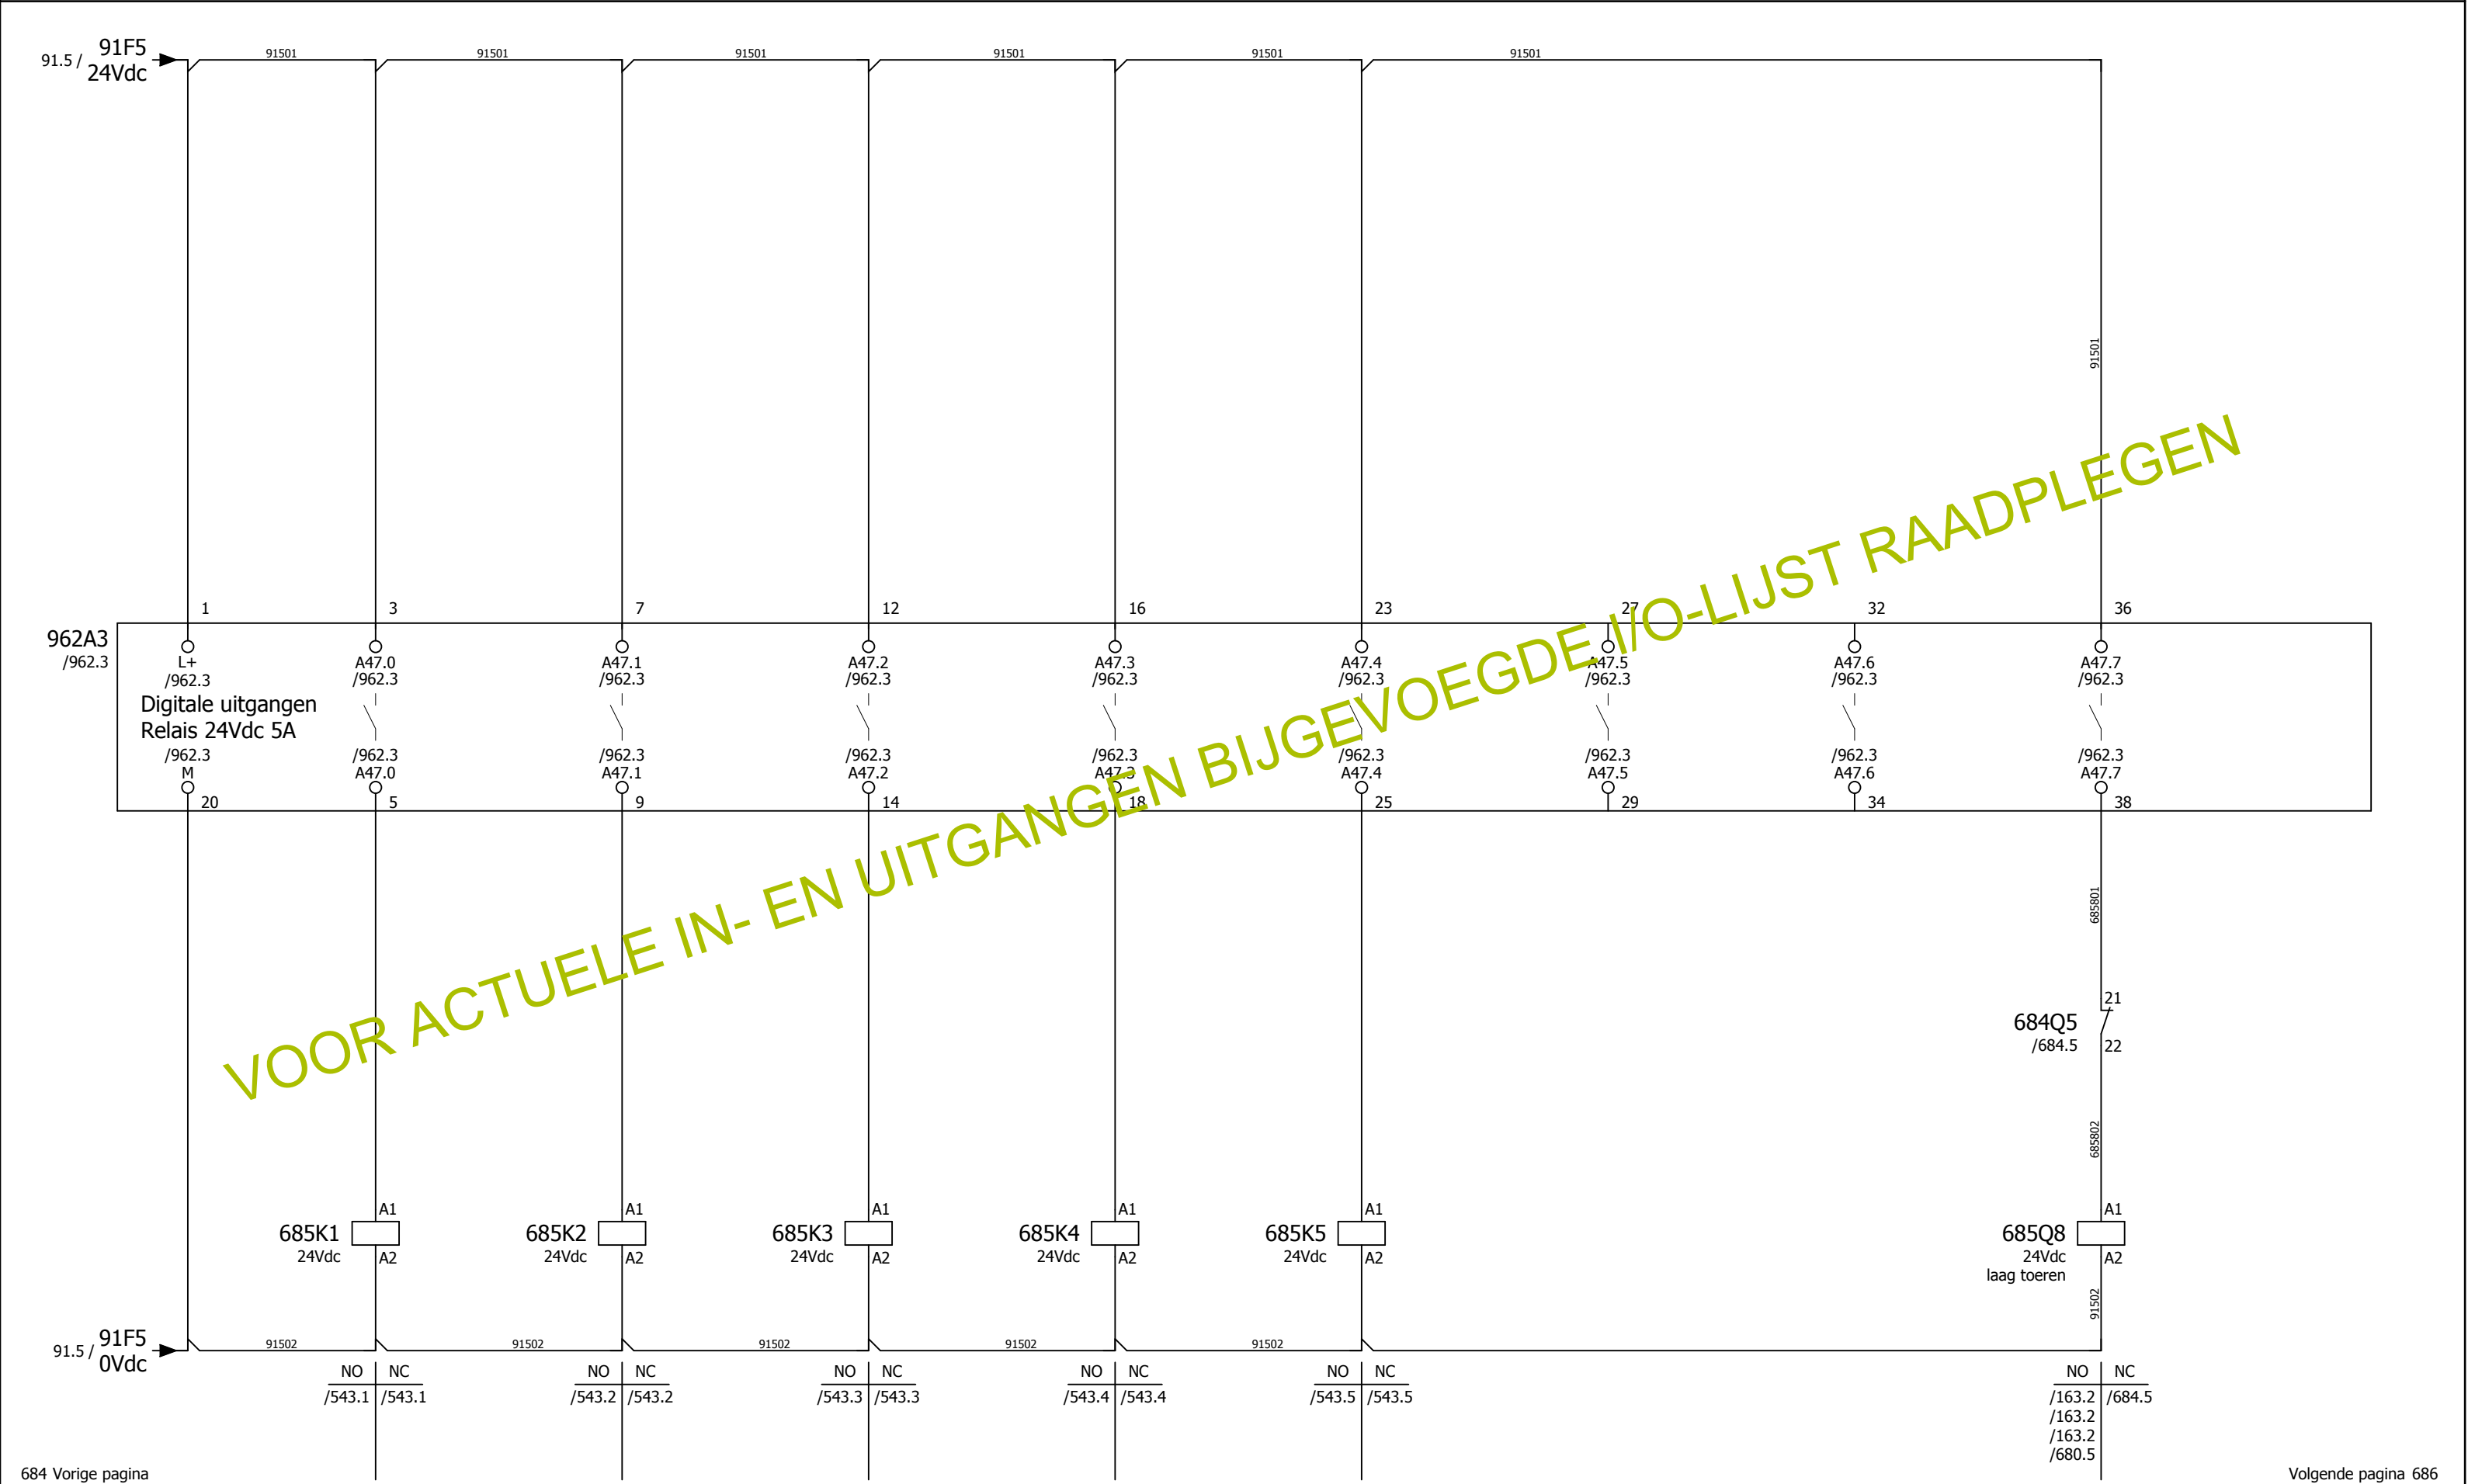 91F5
91.5 / 24Vdc
91501 91501 91501 91501 91501 91501
91501
1 3 7 12 16 23 27 32 36
962A3
/962.3
L+ A47.0 A47.1 A47.2 A47.3 A47.4 A47.5 A47.6 A47.7
/962.3 /962.3 /962.3 /962.3 /962.3 /962.3 /962.3 /962.3 /962.3
Digitale uitgangen
Relais 24Vdc 5A
/962.3 /962.3 /962.3 /962.3 /962.3 /962.3 /962.3 /962.3 /962.3
M A47.0 A47.1 A47.2 A47.3 A47.4 A47.5 A47.6 A47.7
20 5 9 14 18 25 29 34 38
VOOR ACTUELE IN- EN UITGANGEN BIJGEVOEGDE I/O-LIJST RAADPLEGEN
685801
21
684Q5
/684.5 22
685802
A1 A1 A1 A1 A1 A1
685K1 685K2 685K3 685K4 685K5 685Q8
24Vdc 24Vdc 24Vdc 24Vdc 24Vdc 24Vdc
A2 A2 A2 A2 A2 A2
laag toeren
91502
91F5
91.5 / 0Vdc
91502 91502 91502 91502 91502
NO NC NO NC NO NC NO NC NO NC NO NC
/543.1 /543.1 /543.2 /543.2 /543.3 /543.3 /543.4 /543.4 /543.5 /543.5 /163.2 /684.5
/163.2
/163.2
/680.5
684 Vorige pagina
Volgende pagina 686